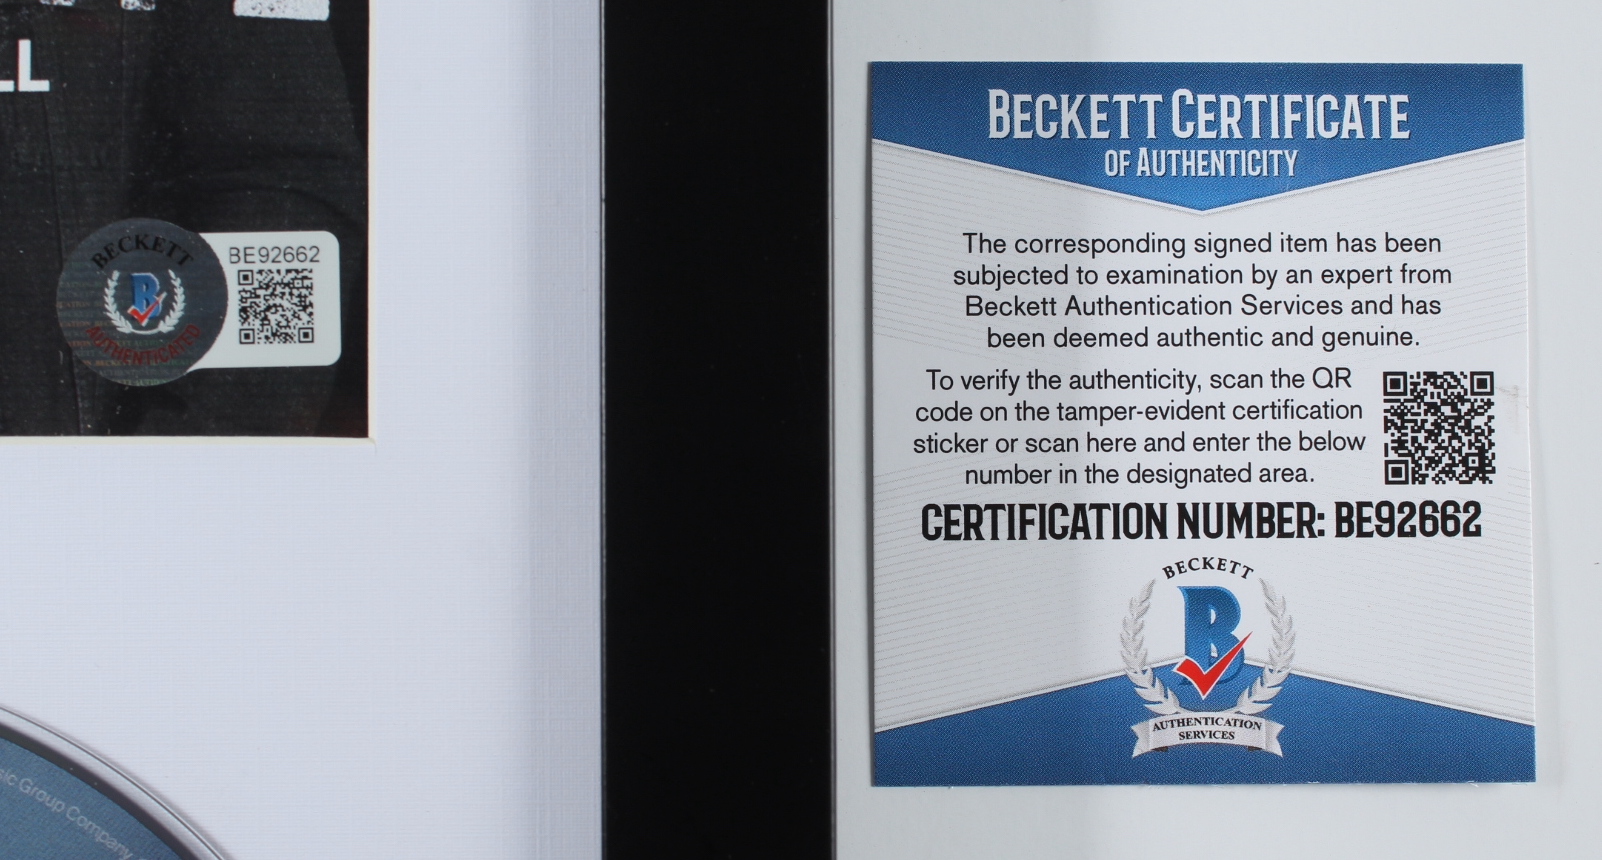 LL
BECKETT
BE92662
B
AUTHENTICATED
sic Group Company
BECKETT CERTIFICATE
OF AUTHENTICITY
The corresponding signed item has been
subjected to examination by an expert from
Beckett Authentication Services and has
been deemed authentic and genuine.
To verify the authenticity, scan the QR
code on the tamper-evident certification
sticker or scan here and enter the below
number in the designated area.
CERTIFICATION NUMBER: BE92662
BECKETT
B
AUTHENTICATION
SERVICES